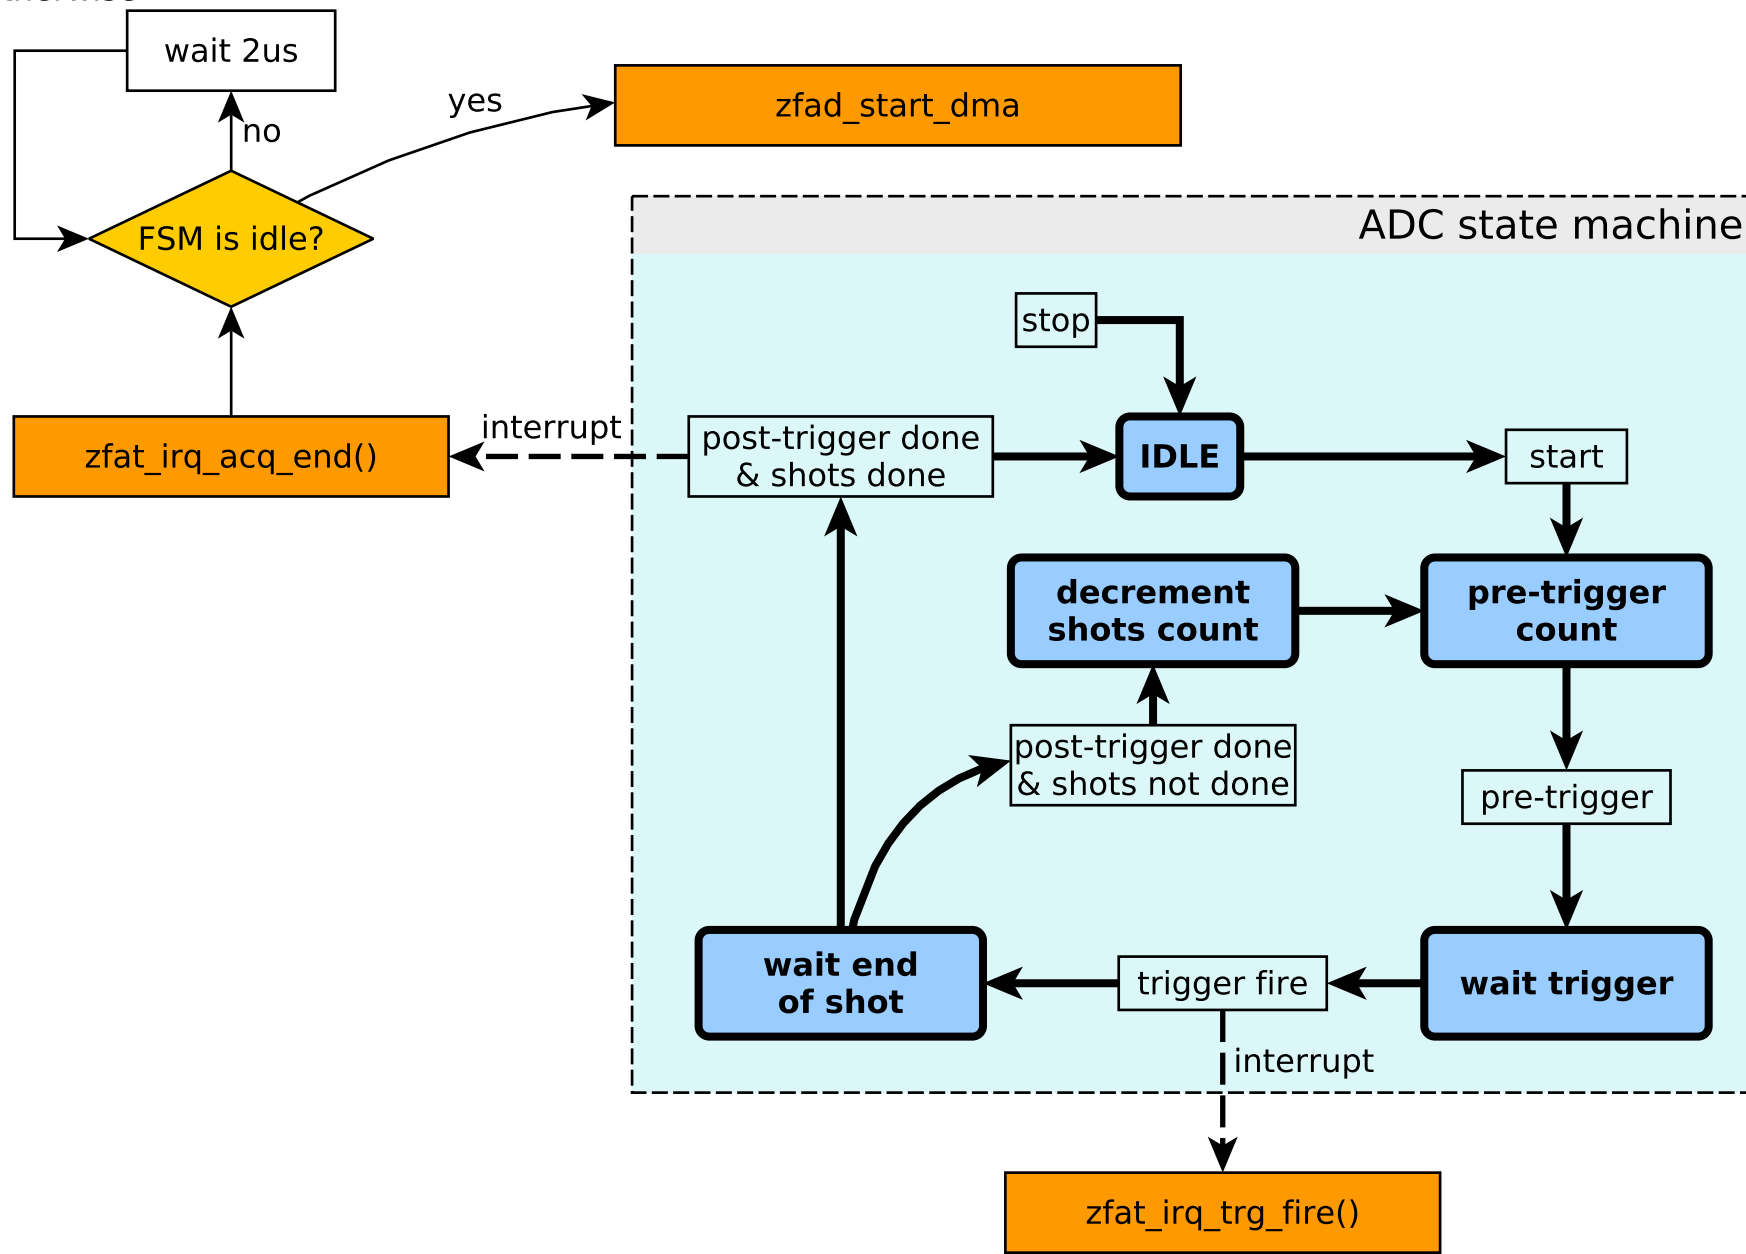 wait 2us
yes
zfad_start_dma
no
FSM is idle?
ADC state machine
stop
interrupt
post-trigger done
& shots done
IDLE
start
zfat_irq_acq_end()
decrement
shots count
pre-trigger
count
post-trigger done
& shots not done
pre-trigger
wait end
of shot
trigger fire
wait trigger
interrupt
zfat_irq_trg_fire()